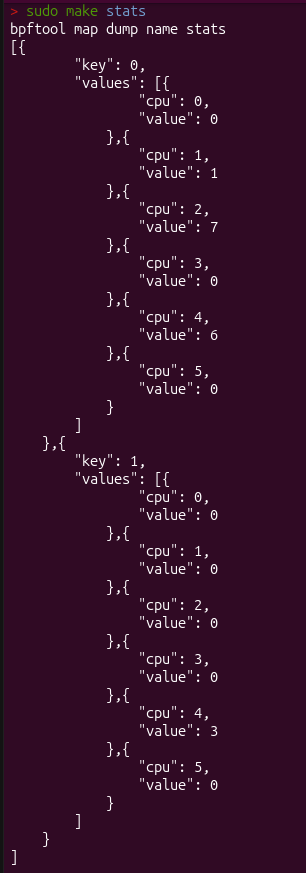 > sudo make stats
bpftool map dump name stats
[{
        "key": 0,
        "values": [{
                "cpu": 0,
                "value": 0
            },{
                "cpu": 1,
                "value": 1
            },{
                "cpu": 2,
                "value": 7
            },{
                "cpu": 3,
                "value": 0
            },{
                "cpu": 4,
                "value": 6
            },{
                "cpu": 5,
                "value": 0
            }
        ]
    },{
        "key": 1,
        "values": [{
                "cpu": 0,
                "value": 0
            },{
                "cpu": 1,
                "value": 0
            },{
                "cpu": 2,
                "value": 0
            },{
                "cpu": 3,
                "value": 0
            },{
                "cpu": 4,
                "value": 3
            },{
                "cpu": 5,
                "value": 0
            }
        ]
    }
]